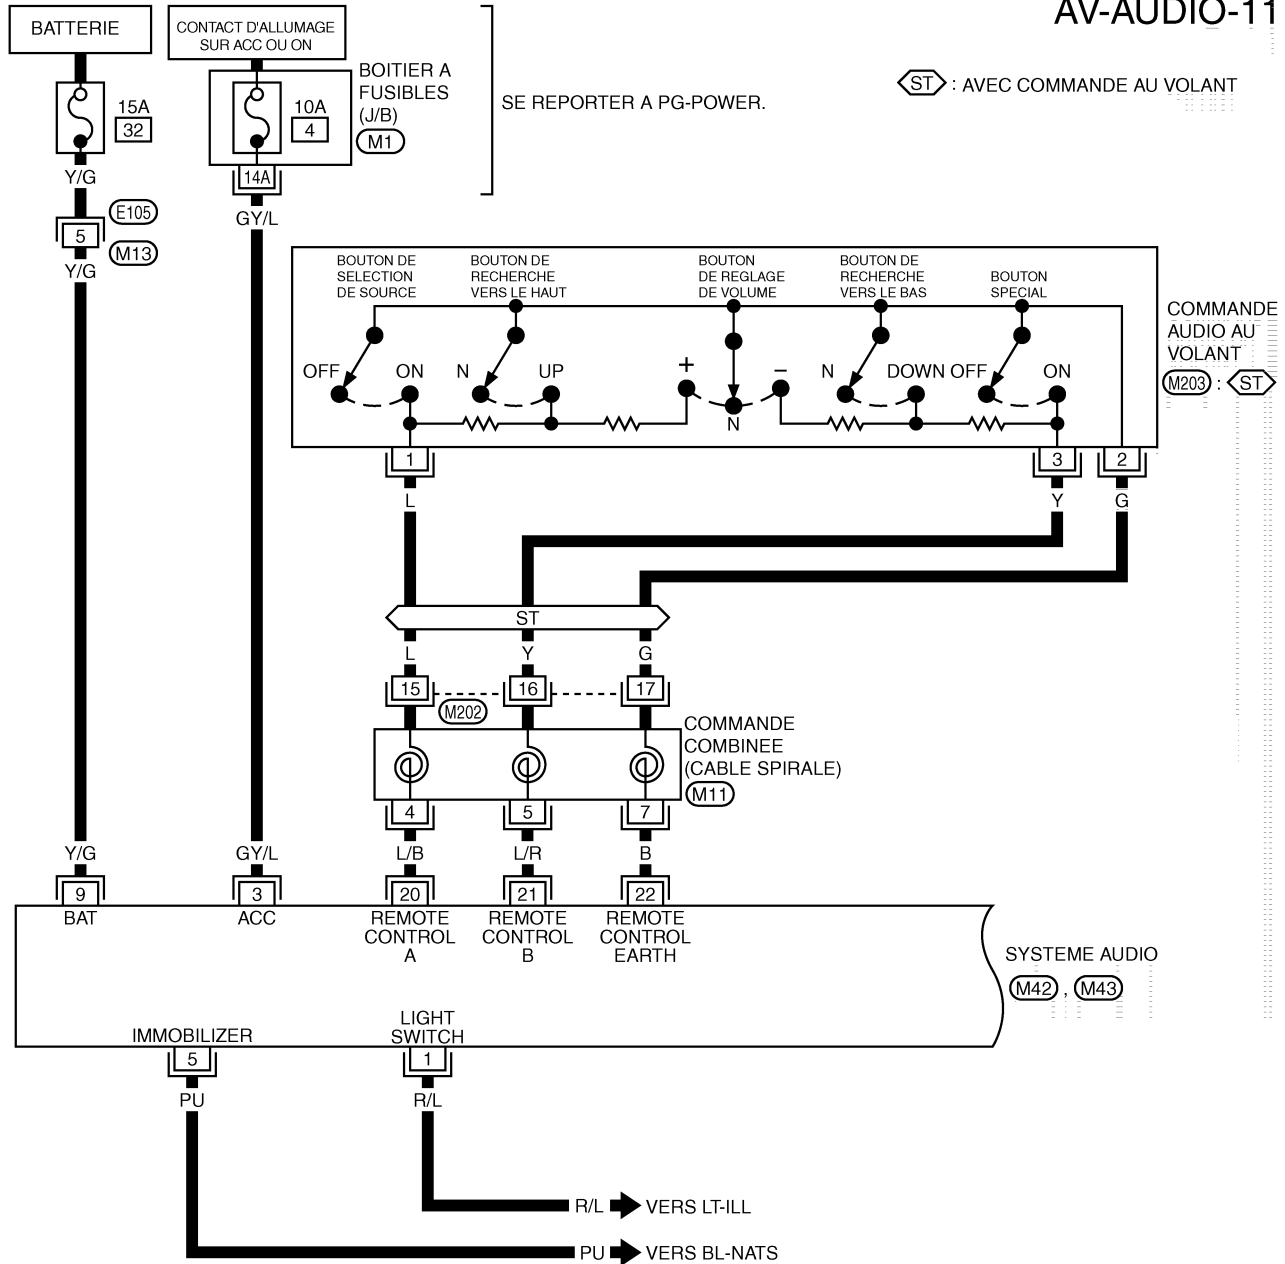 AV-AUDIO-11
BATTERIE
CONTACT D'ALLUMAGE
SUR ACC OU ON
BOITIER A
FUSIBLES
(J/B)
M1
15A
32
10A
4
SE REPORTER A PG-POWER.
ST : AVEC COMMANDE AU VOLANT
Y/G
14A
GY/L
E105
5
M13
Y/G
BOUTON DE
SELECTION
DE SOURCE
BOUTON DE
RECHERCHE
VERS LE HAUT
BOUTON
DE REGLAGE
DE VOLUME
BOUTON DE
RECHERCHE
VERS LE BAS
BOUTON
SPECIAL
COMMANDE
AUDIO AU
VOLANT
M203 : ST
OFF ON N UP + N − N DOWN OFF ON
1 3 2
L Y G
ST
L Y G
15 16 17
M202
COMMANDE
COMBINEE
(CABLE SPIRALE)
M11
4 5 7
Y/G GY/L L/B L/R B
9 3 20 21 22
BAT
ACC
REMOTE
CONTROL
A
REMOTE
CONTROL
B
REMOTE
CONTROL
EARTH
SYSTEME AUDIO
M42 , M43
IMMOBILIZER
LIGHT
SWITCH
5 1
PU R/L
R/L VERS LT-ILL
PU VERS BL-NATS